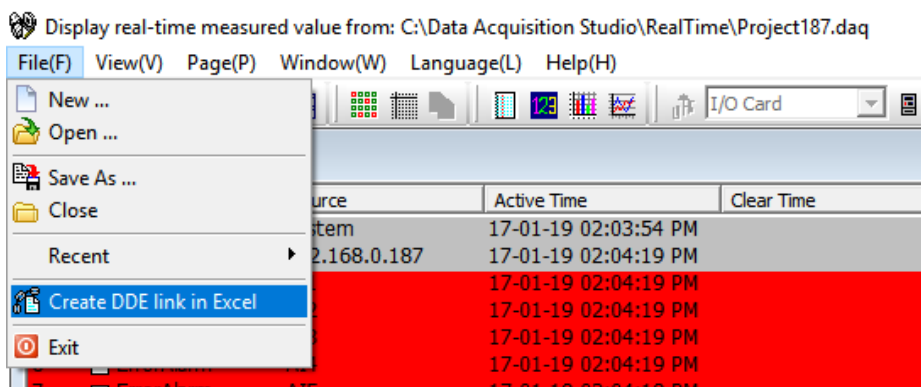 Display real-time measured value from: C:\Data Acquisition Studio\RealTime\Project187.daq
File(F) View(V) Page(P) Window(W) Language(L) Help(H)
New ...
I/O Card
Open ...
Save As ...
Close
Active Time Clear Time
17-01-19 02:03:54 PM
Recent 2.168.0.187 17-01-19 02:04:19 PM
17-01-19 02:04:19 PM
Create DDE link in Excel 17-01-19 02:04:19 PM
17-01-19 02:04:19 PM
Exit
17-01-19 02:04:19 PM